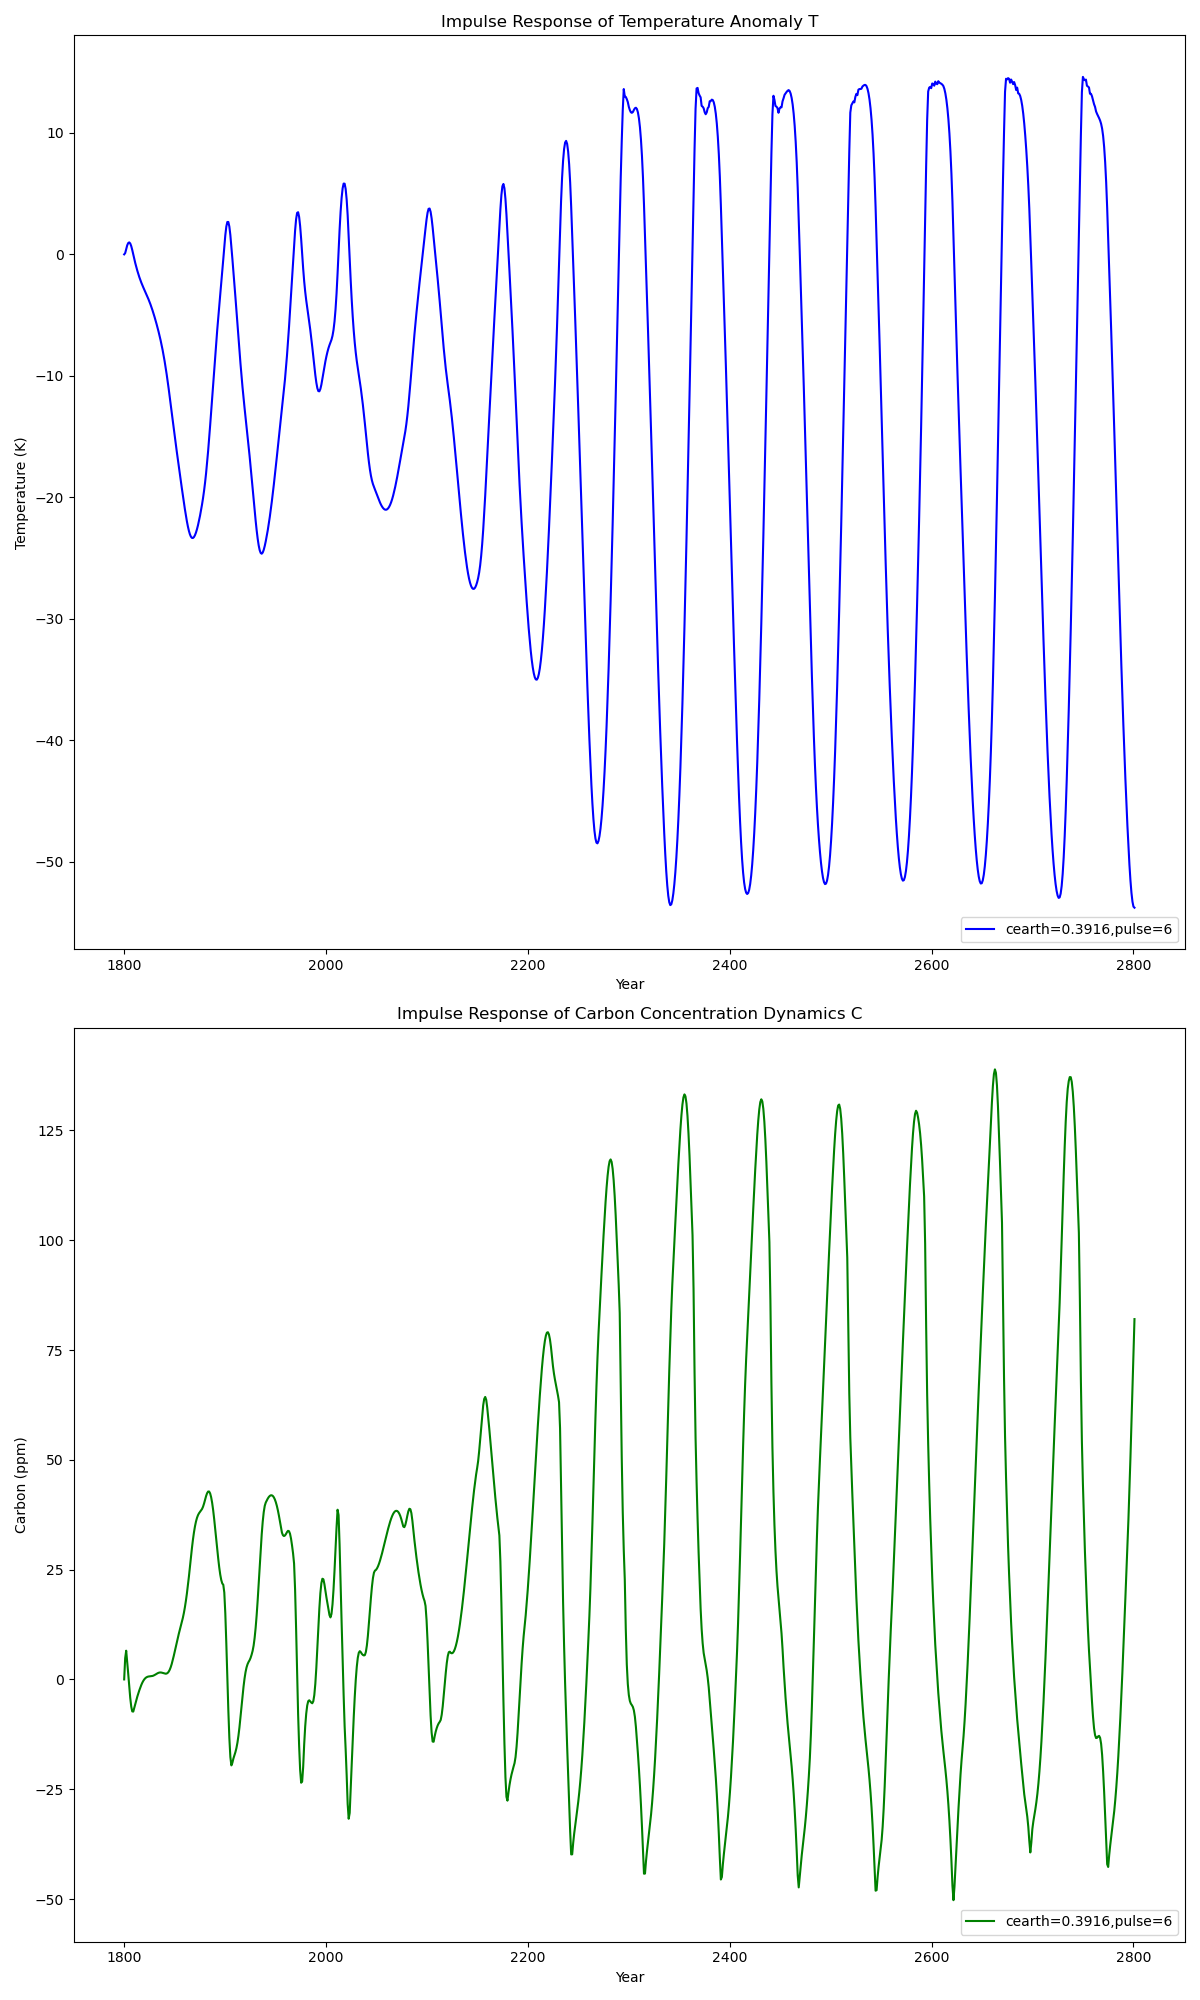 Impulse Response of Temperature Anomaly T
Temperature (K)
10
0
−10
−20
−30
−40
−50
cearth=0.3916,pulse=6
1800 2000 2200 2400 2600 2800
Year
Impulse Response of Carbon Concentration Dynamics C
Carbon (ppm)
125
100
75
50
25
0
−25
−50
cearth=0.3916,pulse=6
1800 2000 2200 2400 2600 2800
Year